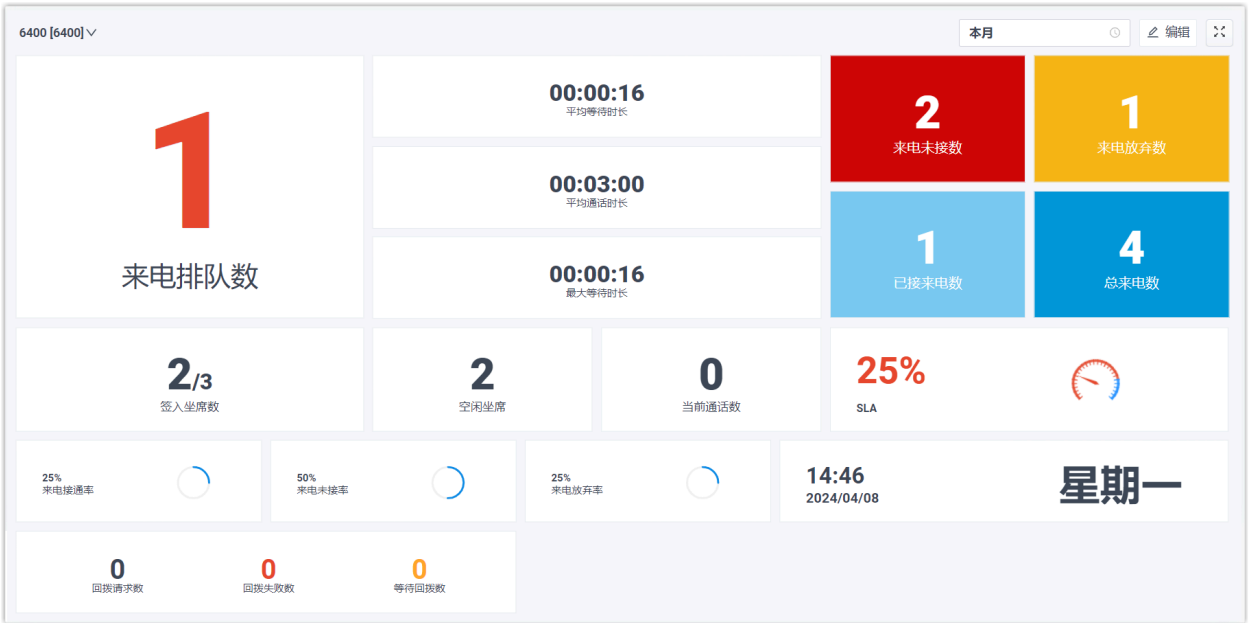 6400 [6400]
本月
编辑
1
来电排队数
00:00:16
平均等待时长
00:03:00
平均通话时长
00:00:16
最大等待时长
2
来电未接数
1
来电放弃数
1
已接来电数
4
总来电数
2/3
签入坐席数
2
空闲坐席
0
当前通话数
25%
SLA
25%
来电接通率
50%
来电未接率
25%
来电放弃率
14:46
2024/04/08
星期一
0
回拨请求数
0
回拨失败数
0
等待回拨数